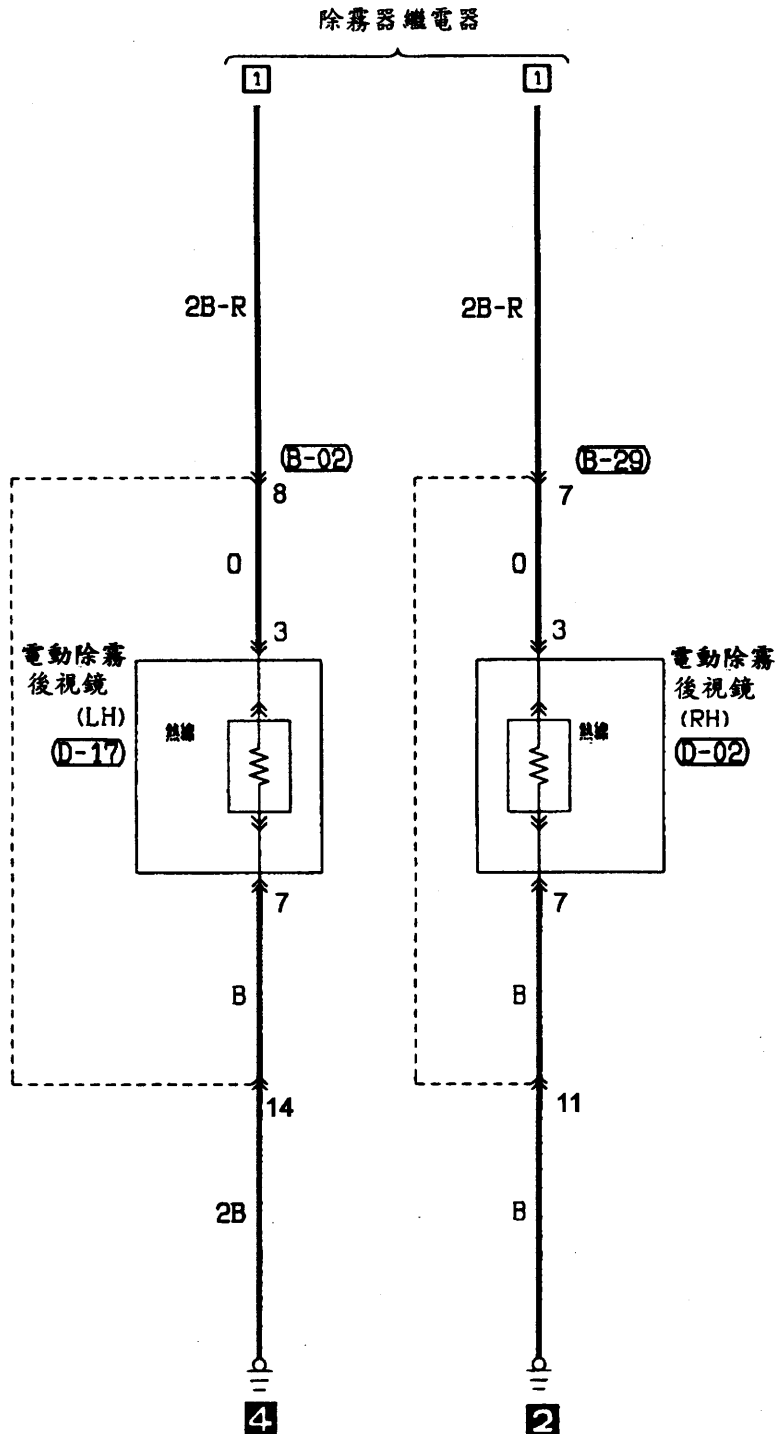 除霧器繼電器
1
1
2B-R
2B-R
(B-02)
(B-29)
8
7
O
O
3
3
電動除霧
後視鏡
(LH)
(D-17)
熱線
熱線
電動除霧
後視鏡
(RH)
(D-02)
7
7
B
B
14
11
2B
B
4
2